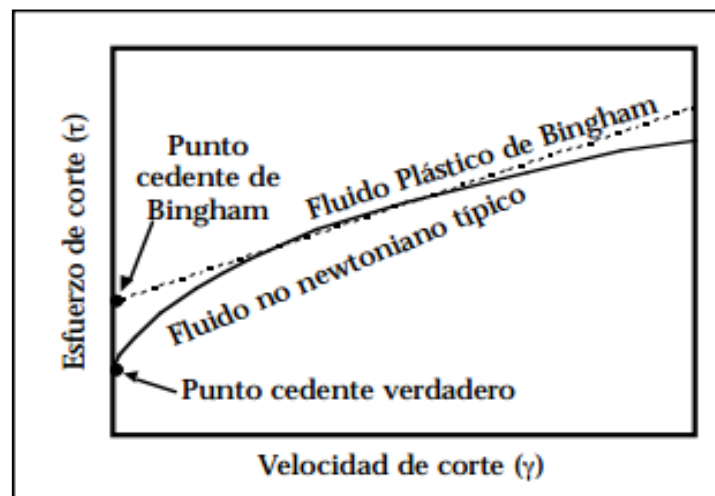 Esfuerzo de corte (τ)
Punto
cedente de
Bingham
Fluido Plástico de Bingham
Fluido no newtoniano típico
Punto cedente verdadero
Velocidad de corte (γ)